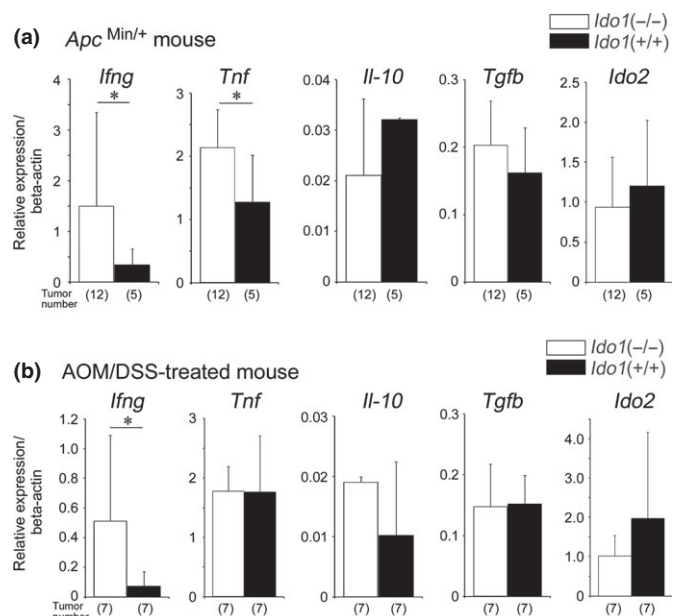 (a) Apc Min/+ mouse
Ido1(−/−)
Ido1(+/+)
Ifng Tnf Il-10 Tgfb Ido2
Relative expression/
beta-actin
4
3
2
1
0
*
3
2
1
0
*
0.04
0.03
0.02
0.01
0
0.3
0.2
0.1
0
2.5
2.0
1.5
1.0
0.5
0
Tumor
number
(12) (5) (12) (5) (12) (5) (12) (5) (12) (5)
(b) AOM/DSS-treated mouse
Ido1(−/−)
Ido1(+/+)
Ifng Tnf Il-10 Tgfb Ido2
Relative expression/
beta-actin
1.2
1.0
0.8
0.6
0.4
0.2
0
*
3
2
1
0
0.03
0.02
0.01
0
0.3
0.2
0.1
0
4.0
3.0
2.0
1.0
0
Tumor
number
(7) (7) (7) (7) (7) (7) (7) (7) (7) (7)